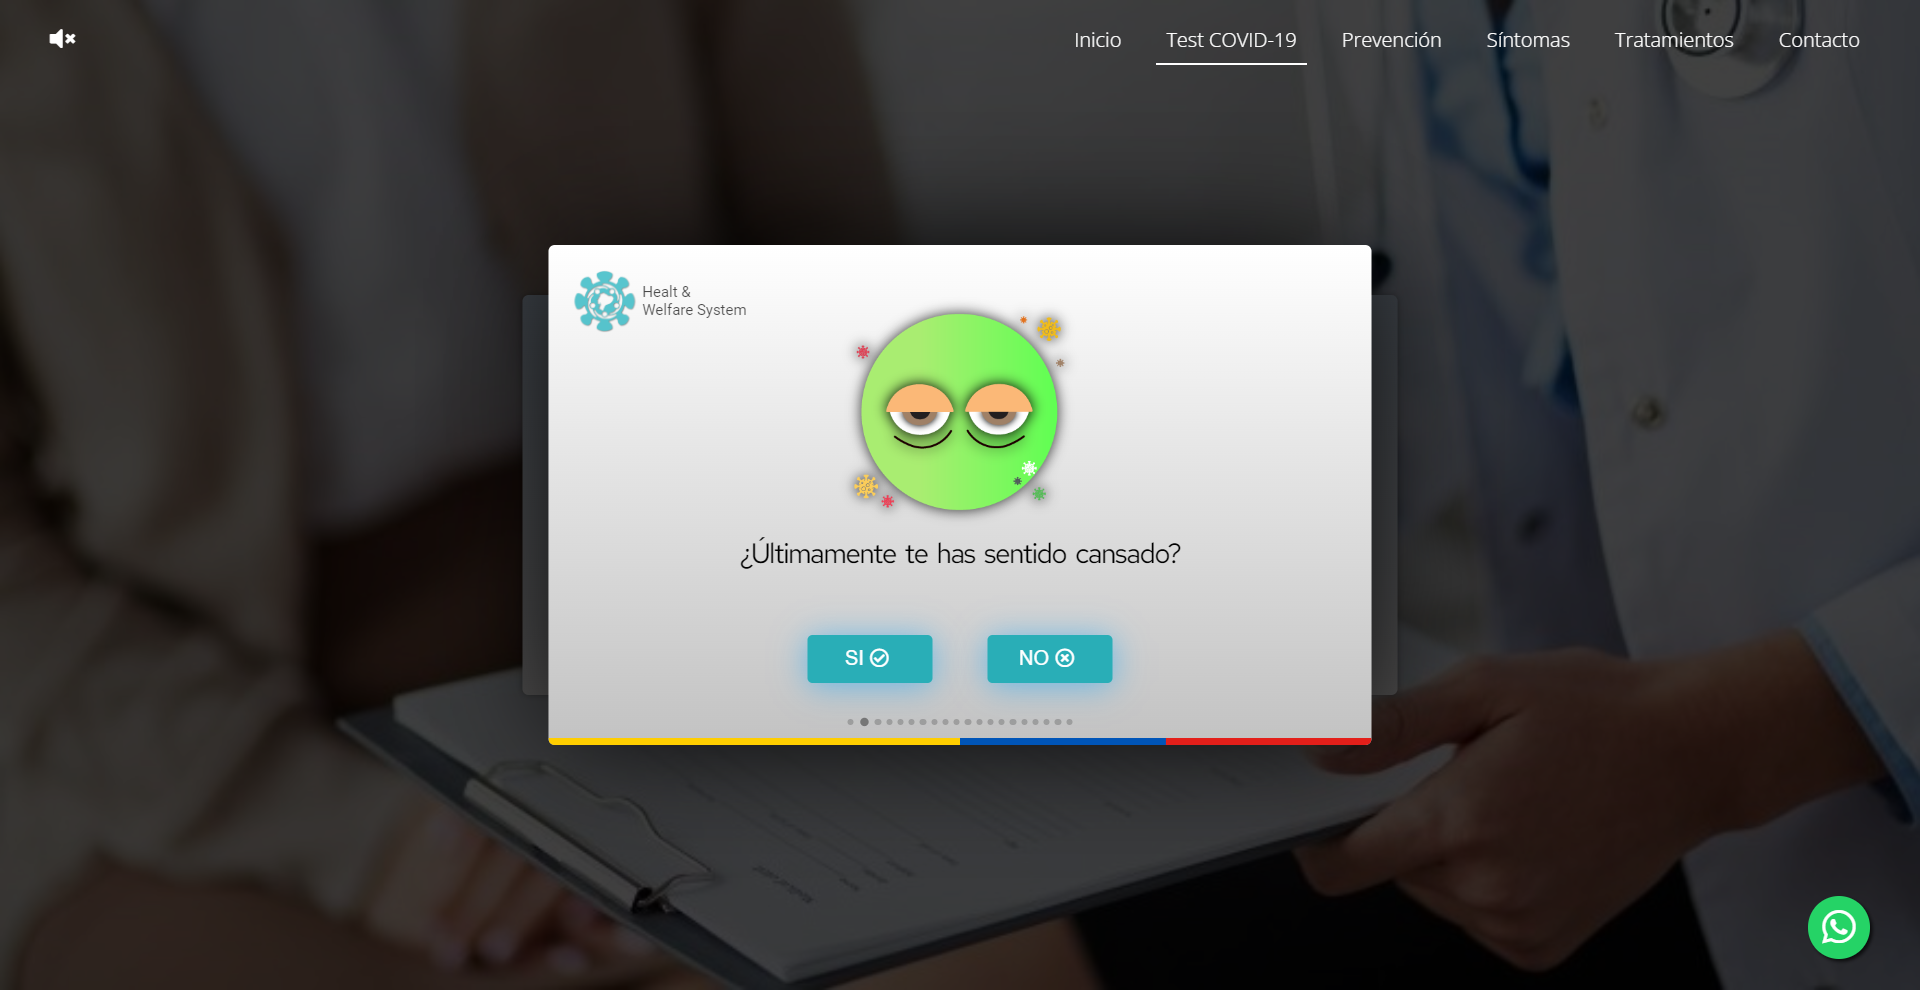 Inicio
Test COVID-19
Prevención
Síntomas
Tratamientos
Contacto
Healt &
Welfare System
¿Últimamente te has sentido cansado?
SI
NO